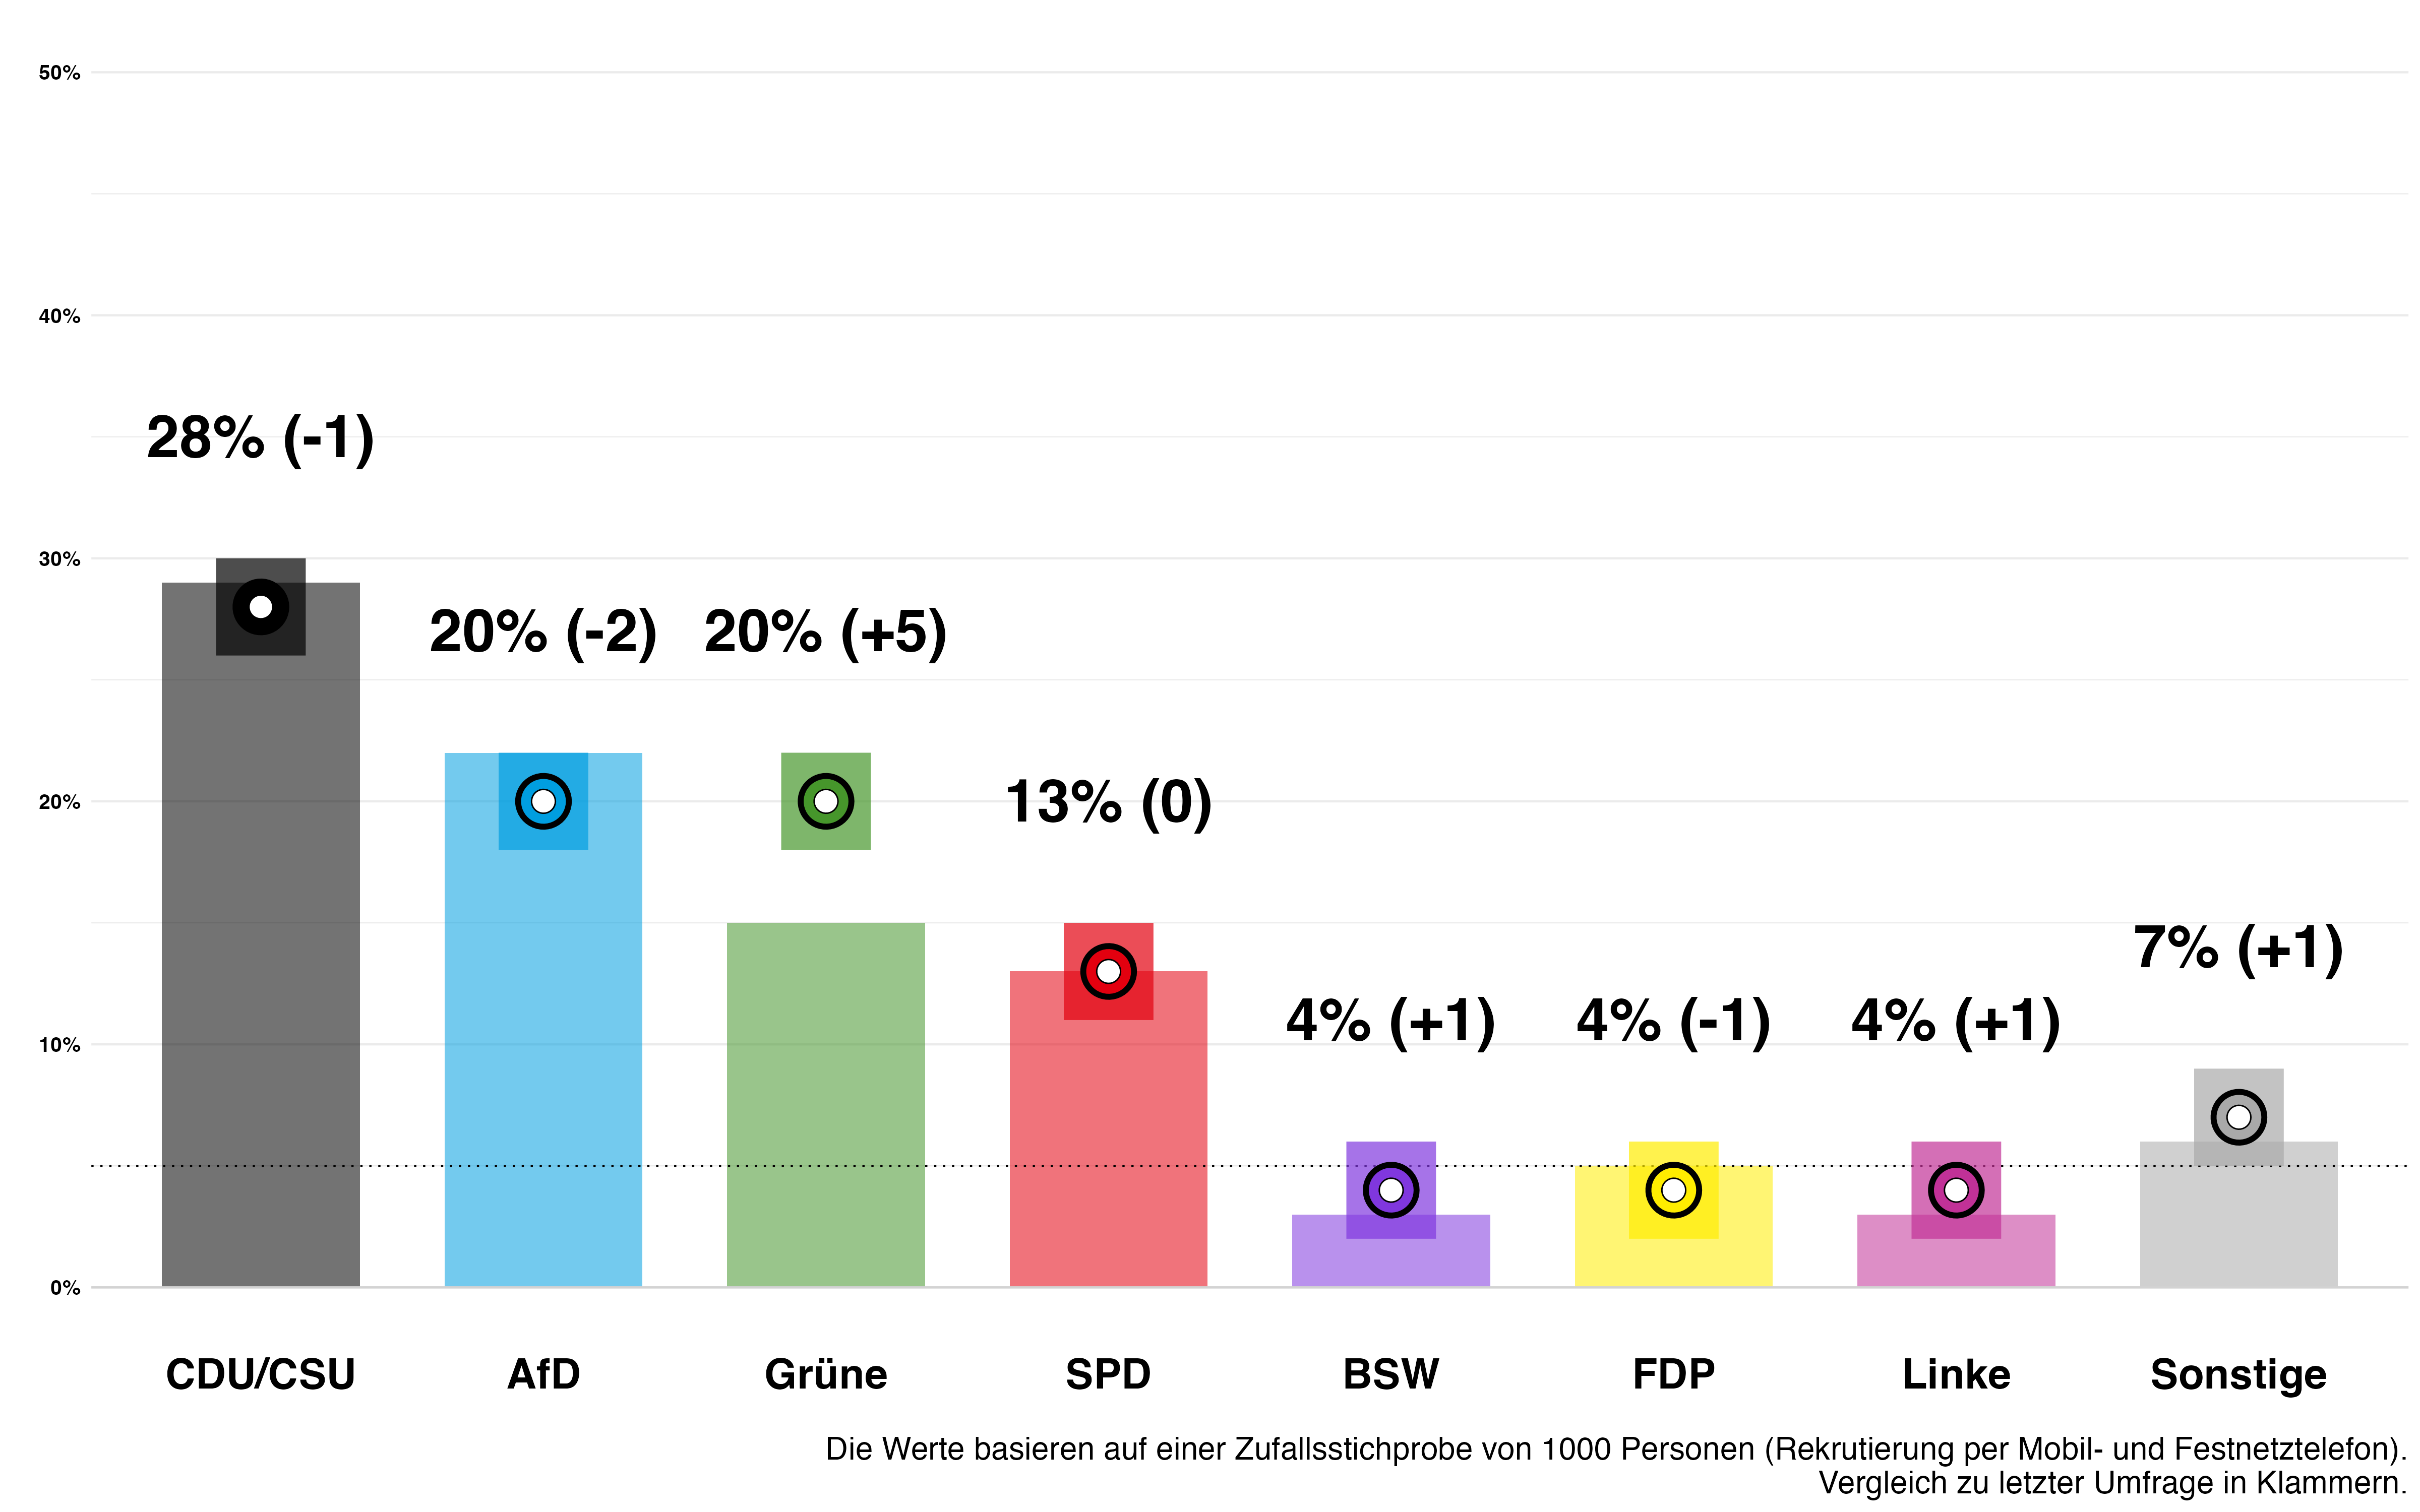 50%
40%
30%
20%
10%
0%
28% (-1)
20% (-2)
20% (+5)
13% (0)
4% (+1)
4% (-1)
4% (+1)
7% (+1)
CDU/CSU
AfD
Grüne
SPD
BSW
FDP
Linke
Sonstige
Die Werte basieren auf einer Zufallsstichprobe von 1000 Personen (Rekrutierung per Mobil- und Festnetztelefon).
Vergleich zu letzter Umfrage in Klammern.